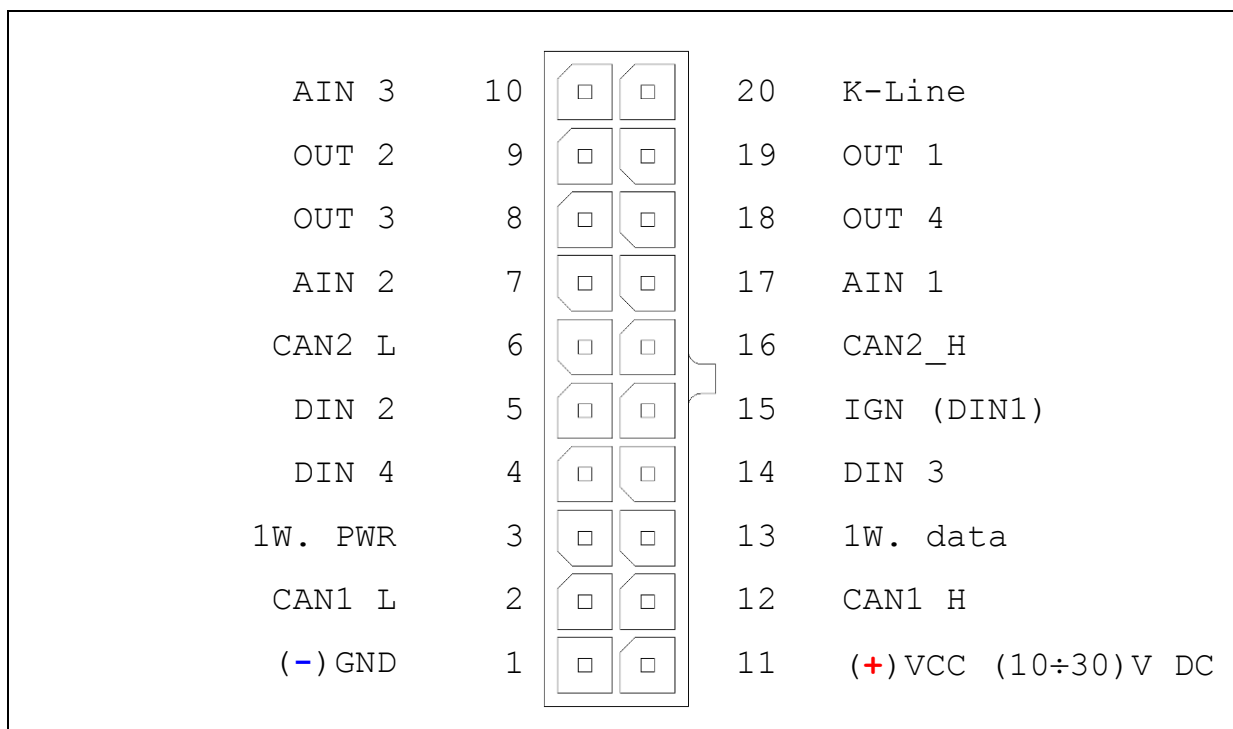 AIN 3 10 20 K-Line
OUT 2 9 19 OUT 1
OUT 3 8 18 OUT 4
AIN 2 7 17 AIN 1
CAN2 L 6 16 CAN2_H
DIN 2 5 15 IGN (DIN1)
DIN 4 4 14 DIN 3
1W. PWR 3 13 1W. data
CAN1 L 2 12 CAN1 H
(-)GND 1 11 (+)VCC (10÷30)V DC